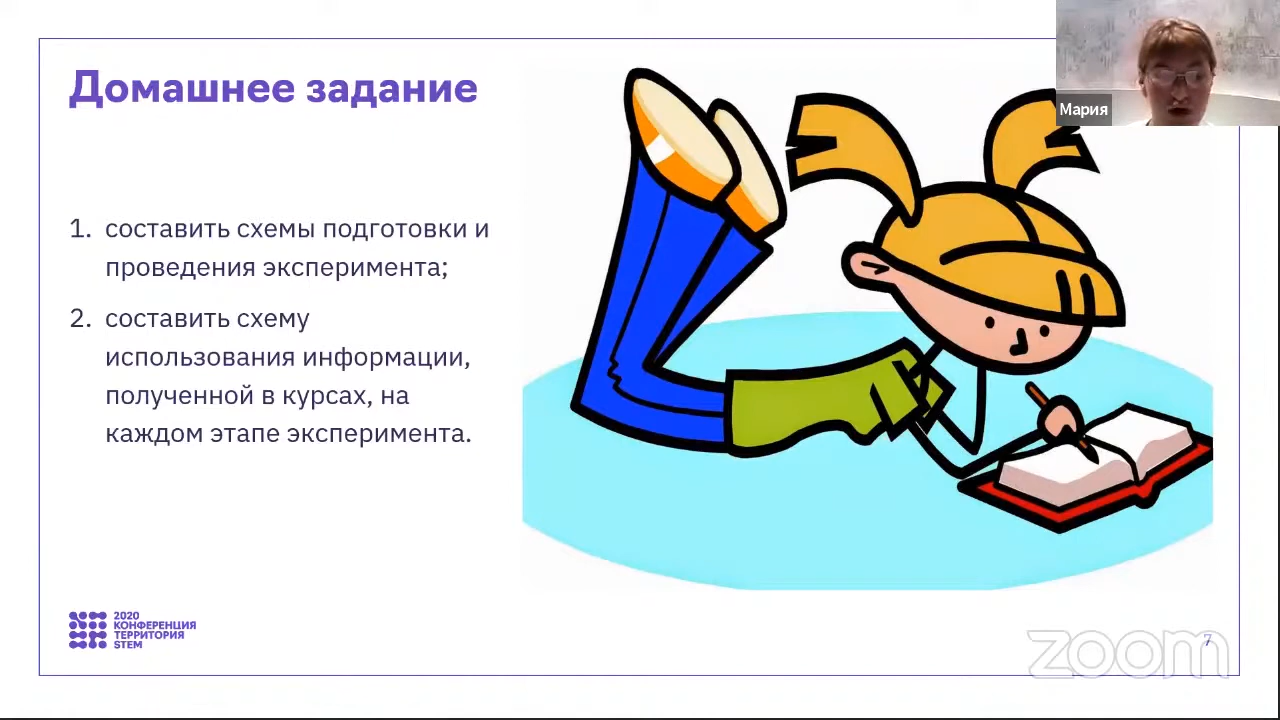 Домашнее задание
Мария
1. составить схемы подготовки и
проведения эксперимента;
2. составить схему
использования информации,
полученной в курсах, на
каждом этапе эксперимента.
2020
КОНФЕРЕНЦИЯ
ТЕРРИТОРИЯ
STEM
zoom
7